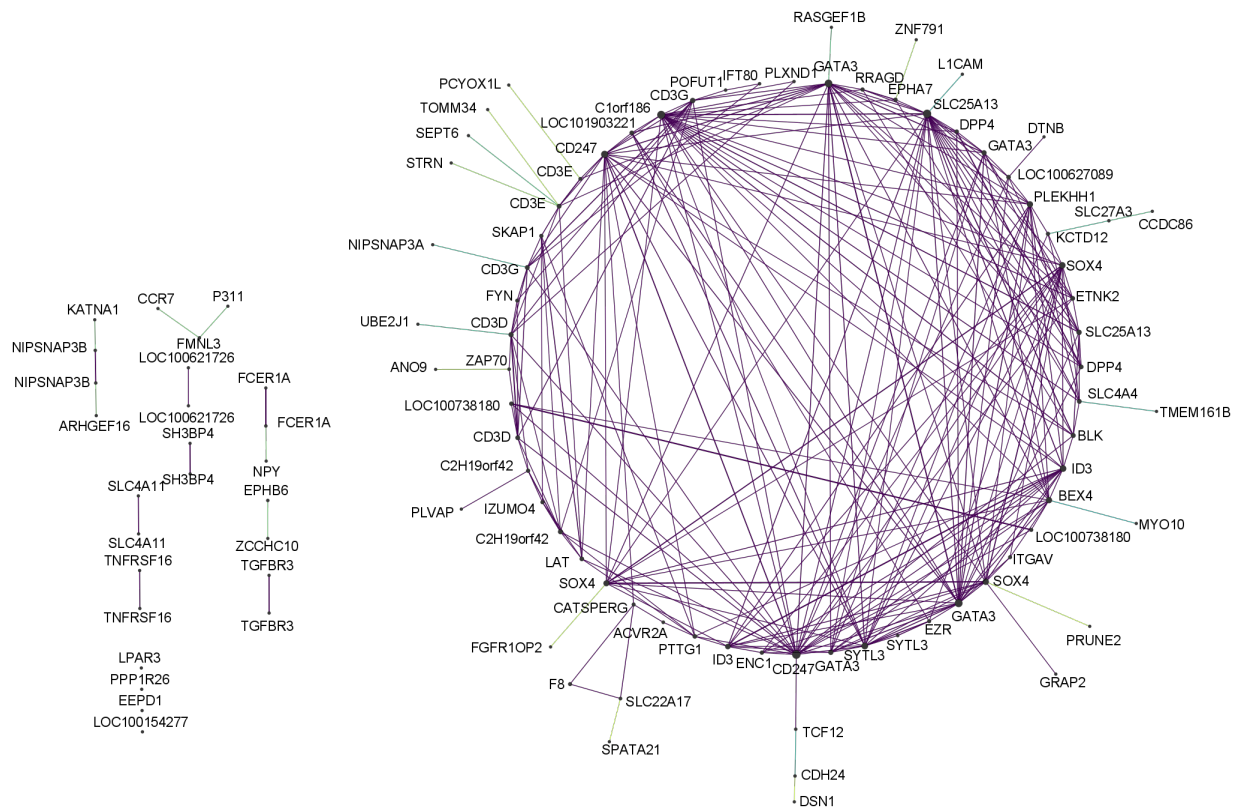 RASGEF1B
ZNF791
GATA3
RRAGD
L1CAM
EPHA7
SLC25A13
DPP4
GATA3
DTNB
LOC100627089
PLEKHH1
SLC27A3
CCDC86
KCTD12
SOX4
ETNK2
SLC25A13
DPP4
SLC4A4
TMEM161B
BLK
ID3
BEX4
MYO10
LOC100738180
ITGAV
SOX4
PRUNE2
GRAP2
GATA3
EZR
SYTL3
SYTL3
GATA3
CD247
TCF12
CDH24
DSN1
ENC1
ID3
PTTG1
ACVR2A
CATSPERG
F8
SLC22A17
SPATA21
SOX4
FGFR1OP2
LAT
C2H19orf42
IZUMO4
C2H19orf42
PLVAP
CD3D
LOC100738180
ZAP70
ANO9
CD3D
UBE2J1
FYN
CD3G
NIPSNAP3A
SKAP1
CD3E
STRN
SEPT6
TOMM34
CD3E
PCYOX1L
CD247
LOC101903221
C1orf186
CD3G
POFUT1
IFT80
PLXND1
KATNA1
NIPSNAP3B
NIPSNAP3B
ARHGEF16
CCR7
P311
FMNL3
LOC100621726
LOC100621726
SH3BP4
SH3BP4
FCER1A
FCER1A
NPY
EPHB6
ZCCHC10
TGFBR3
TGFBR3
SLC4A11
SLC4A11
TNFRSF16
TNFRSF16
LPAR3
PPP1R26
EEPD1
LOC100154277